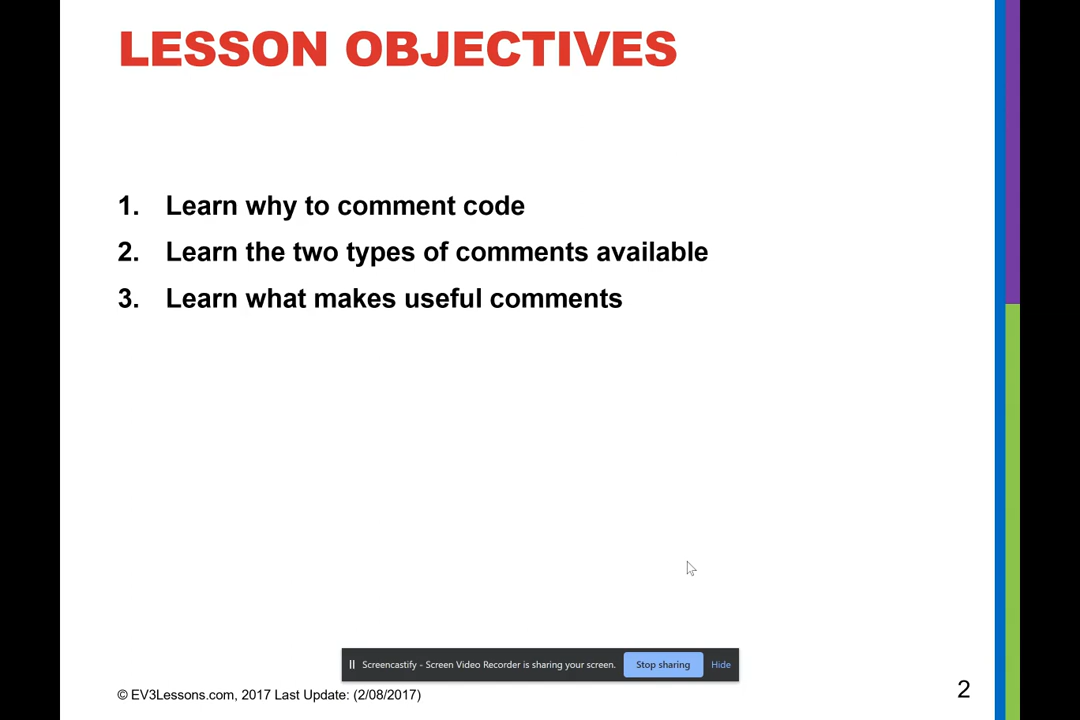 LESSON OBJECTIVES
1. Learn why to comment code
2. Learn the two types of comments available
3. Learn what makes useful comments
Screencastify - Screen Video Recorder is sharing your screen. Stop sharing Hide
© EV3Lessons.com, 2017 Last Update: (2/08/2017) 2